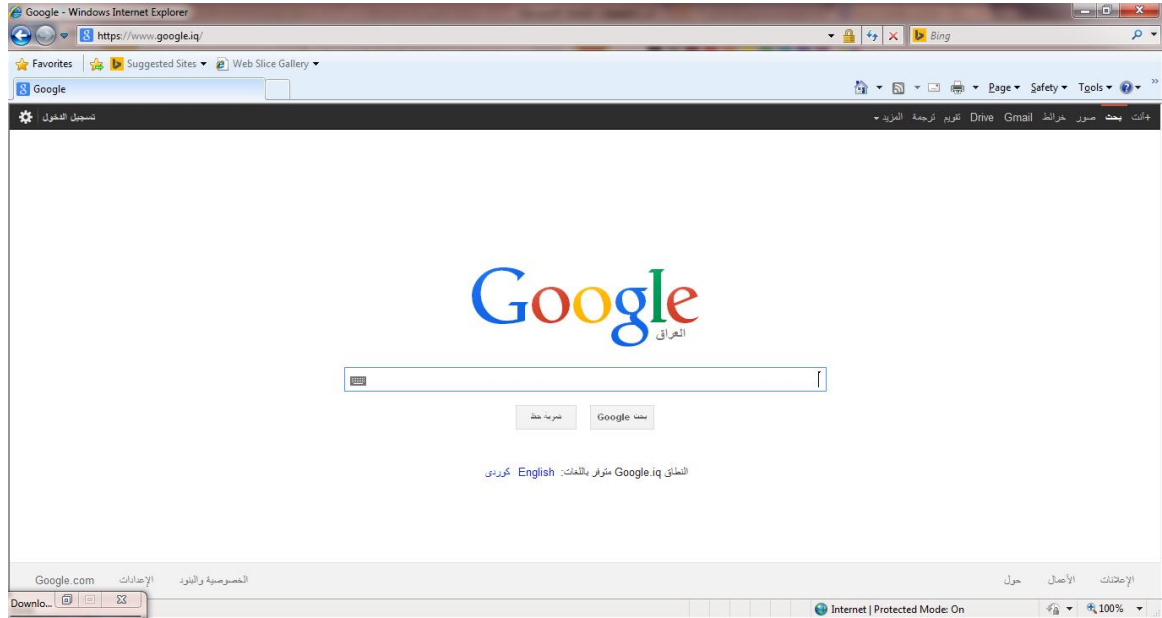 Google - Windows Internet Explorer
https://www.google.iq/
Bing
Favorites Suggested Sites Web Slice Gallery
Google
Page Safety Tools
+أنت بحث صور خرائط Gmail Drive تقويم ترجمة المزيد
تسجيل الدخول
Google
العراق
بحث Google ضربة حظ
النطاق Google.iq متوفر باللغات: English كوردی
الإعلانات الأعمال حول
الخصوصية والبنود الإعدادات Google.com
Downlo...
Internet | Protected Mode: On
100%